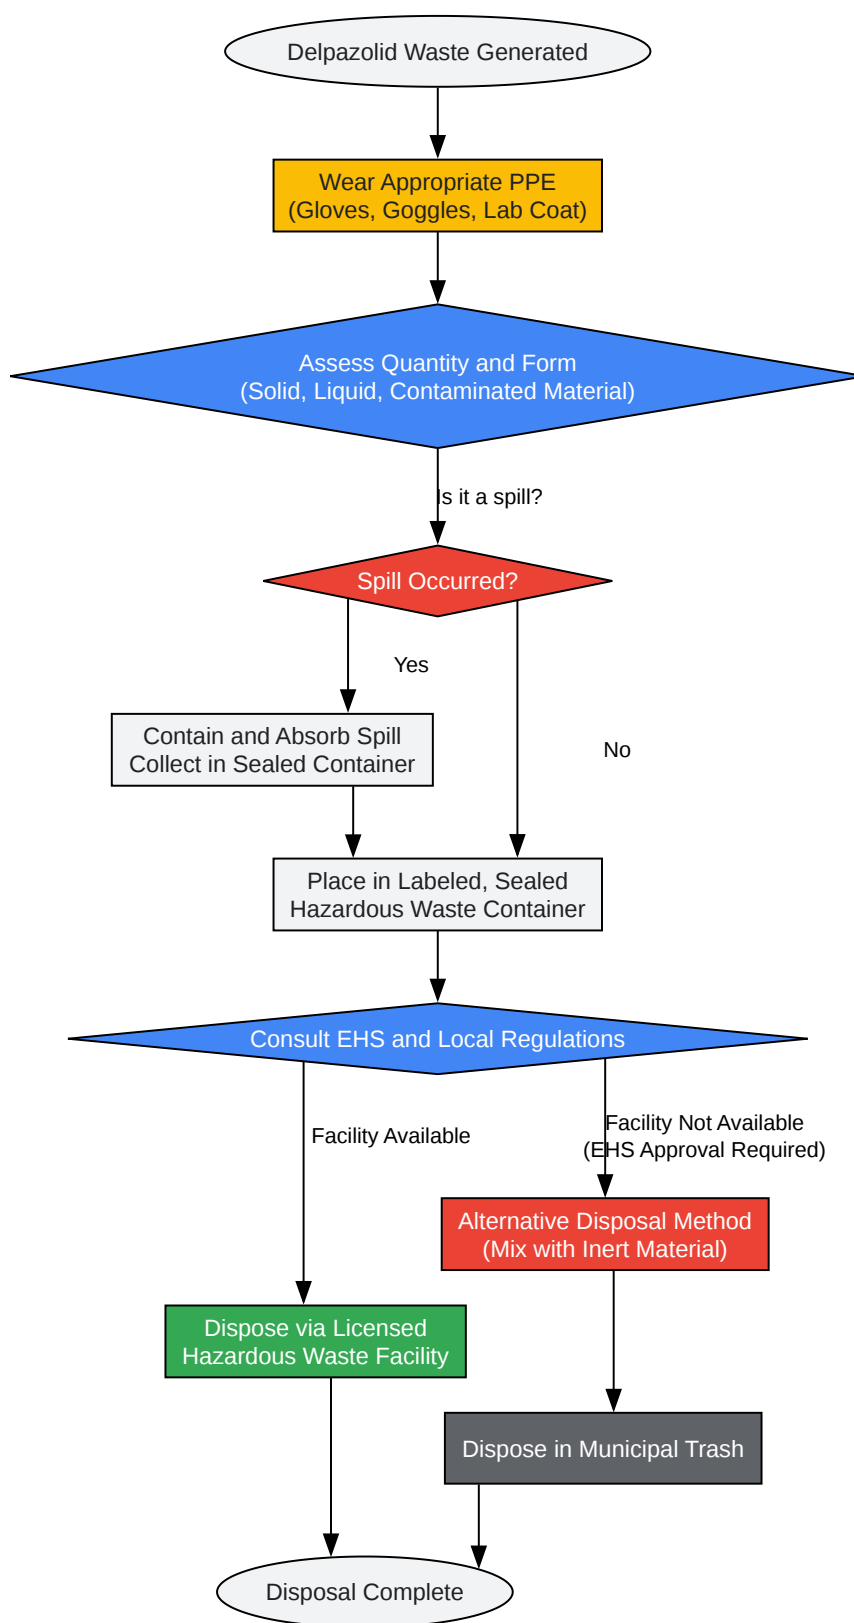 Delpazolid Waste Generated
Wear Appropriate PPE
(Gloves, Goggles, Lab Coat)
Assess Quantity and Form
(Solid, Liquid, Contaminated Material)
Is it a spill?
Spill Occurred?
Yes
Contain and Absorb Spill
Collect in Sealed Container
No
Place in Labeled, Sealed
Hazardous Waste Container
Consult EHS and Local Regulations
Facility Available
Facility Not Available
(EHS Approval Required)
Alternative Disposal Method
(Mix with Inert Material)
Dispose via Licensed
Hazardous Waste Facility
Dispose in Municipal Trash
Disposal Complete